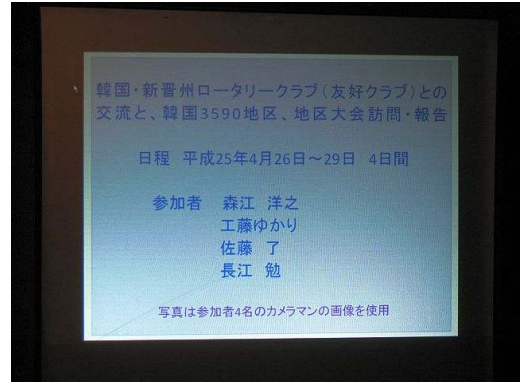 韓国・新晋州ロータリークラブ(友好クラブ)との
交流と、韓国3590地区、地区大会訪問・報告
日程 平成25年4月26日～29日 4日間
参加者 森江 洋之
工藤ゆかり
佐藤 了
長江 勉
写真は参加者4名のカメラマンの画像を使用